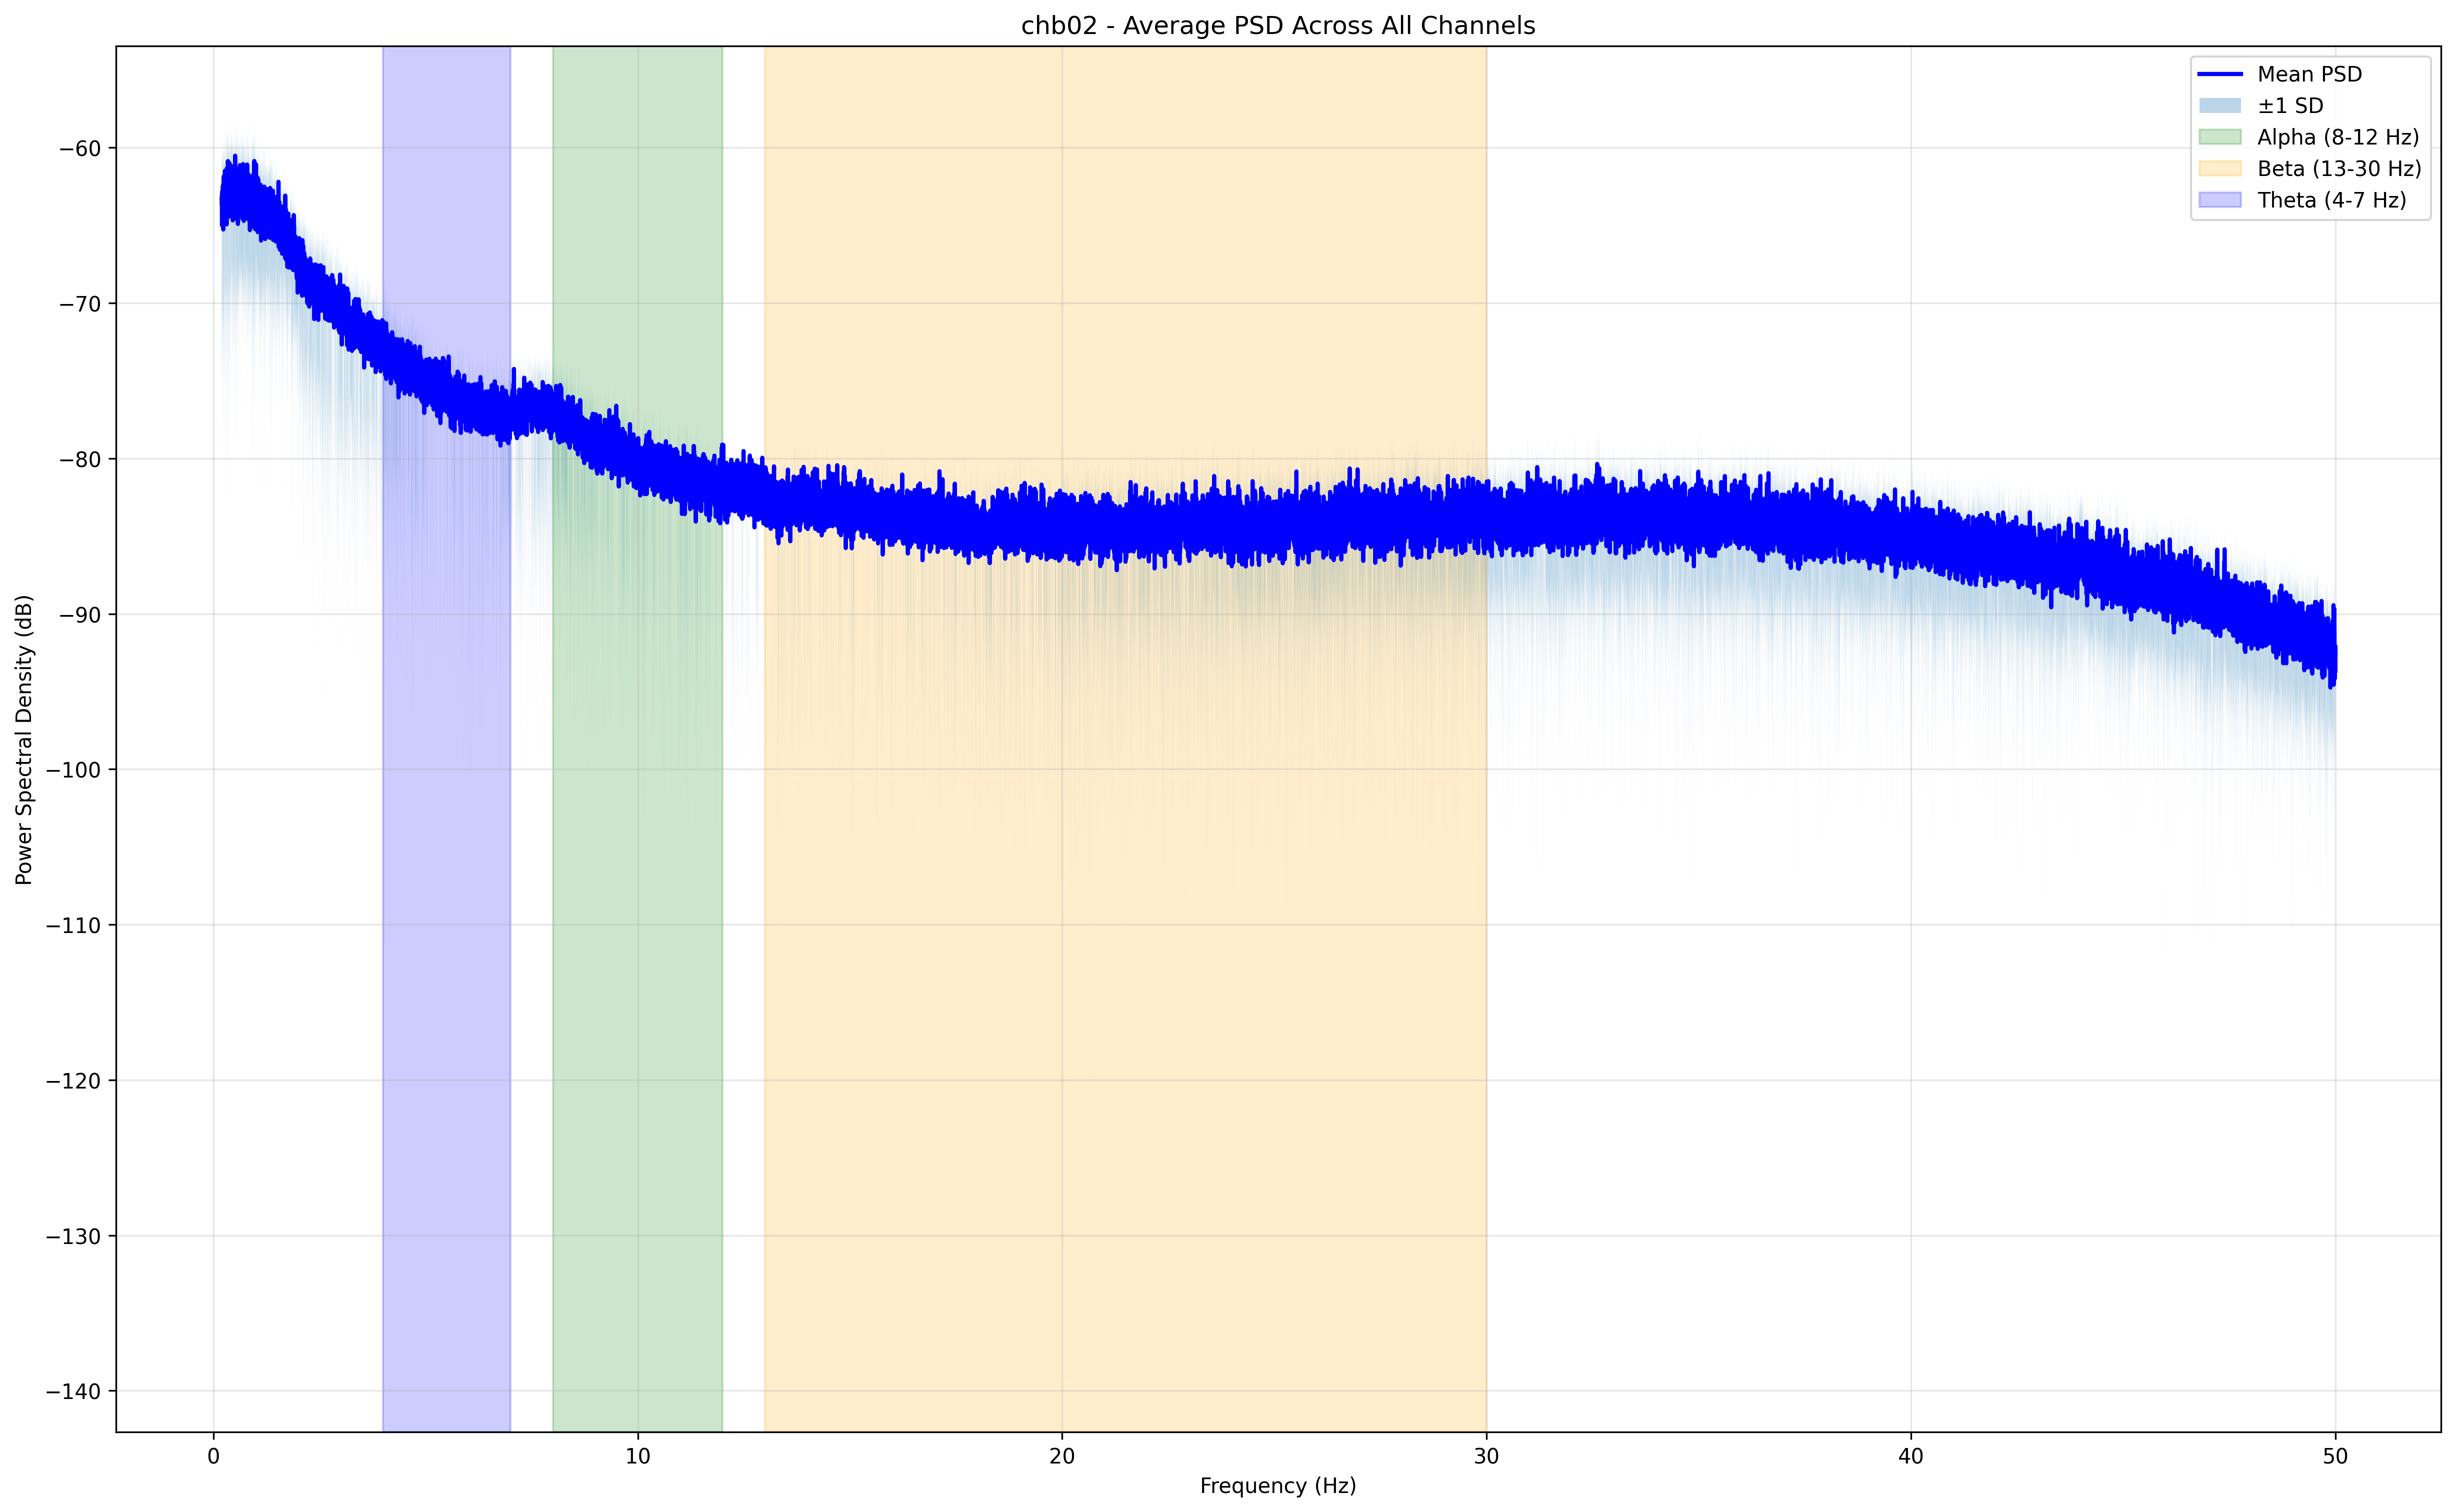 chb02 - Average PSD Across All Channels
Mean PSD
±1 SD
Alpha (8-12 Hz)
Beta (13-30 Hz)
Theta (4-7 Hz)
Power Spectral Density (dB)
−60
−70
−80
−90
−100
−110
−120
−130
−140
0 10 20 30 40 50
Frequency (Hz)